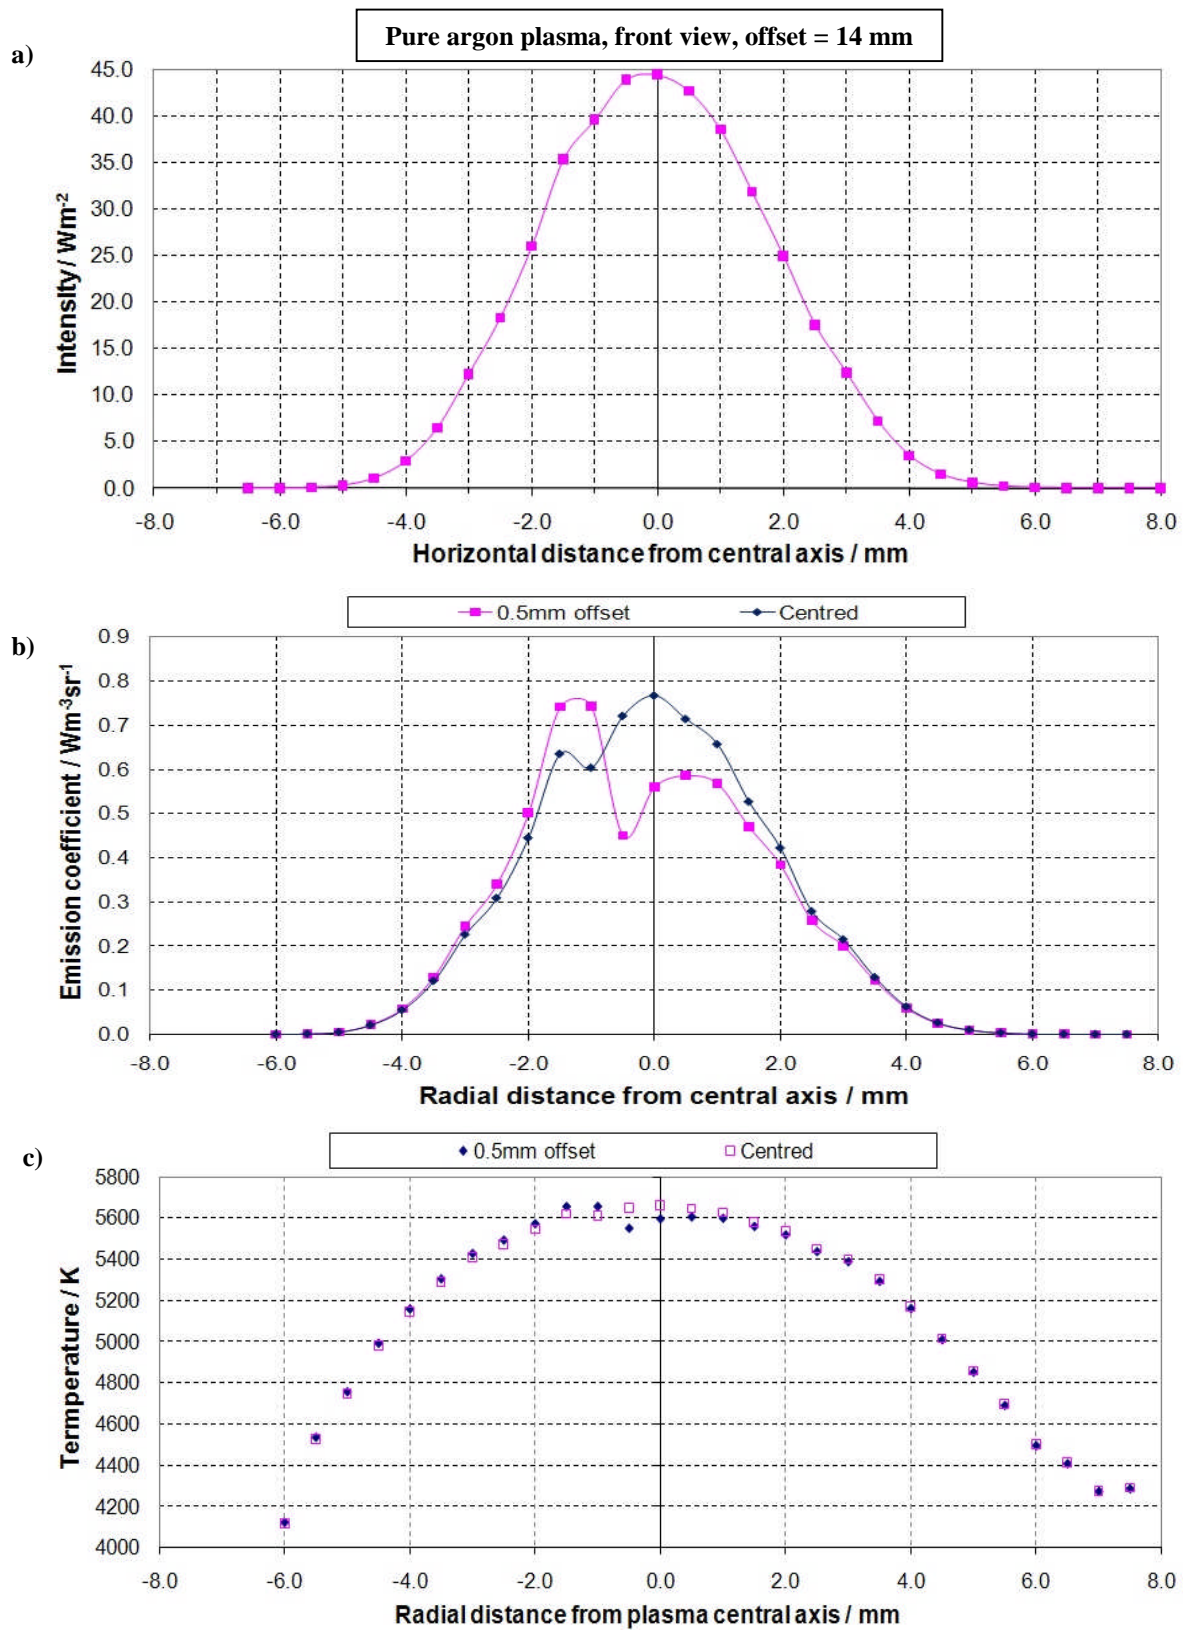 Pure argon plasma, front view, offset = 14 mm
a)
45.0
40.0
35.0
30.0
25.0
20.0
15.0
10.0
5.0
0.0
Intensity / Wm-2
-8.0 -6.0 -4.0 -2.0 0.0 2.0 4.0 6.0 8.0
Horizontal distance from central axis / mm
0.5mm offset Centred
b)
0.9
0.8
0.7
0.6
0.5
0.4
0.3
0.2
0.1
0.0
Emission coefficient / Wm-3sr-1
-8.0 -6.0 -4.0 -2.0 0.0 2.0 4.0 6.0 8.0
Radial distance from central axis / mm
0.5mm offset Centred
c)
5800
5600
5400
5200
5000
4800
4600
4400
4200
4000
Termperature / K
-8.0 -6.0 -4.0 -2.0 0.0 2.0 4.0 6.0 8.0
Radial distance from plasma central axis / mm